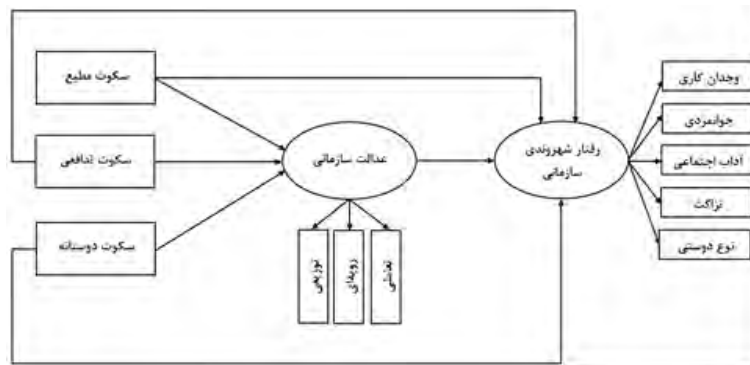 سکوت مطیع
سکوت تدافعی
سکوت دوستانه
عدالت سازمانی
توزیعی
رویه‌ای
تعاملی
رفتار شهروندی
سازمانی
وجدان کاری
جوانمردی
آداب اجتماعی
نزاکت
نوع دوستی